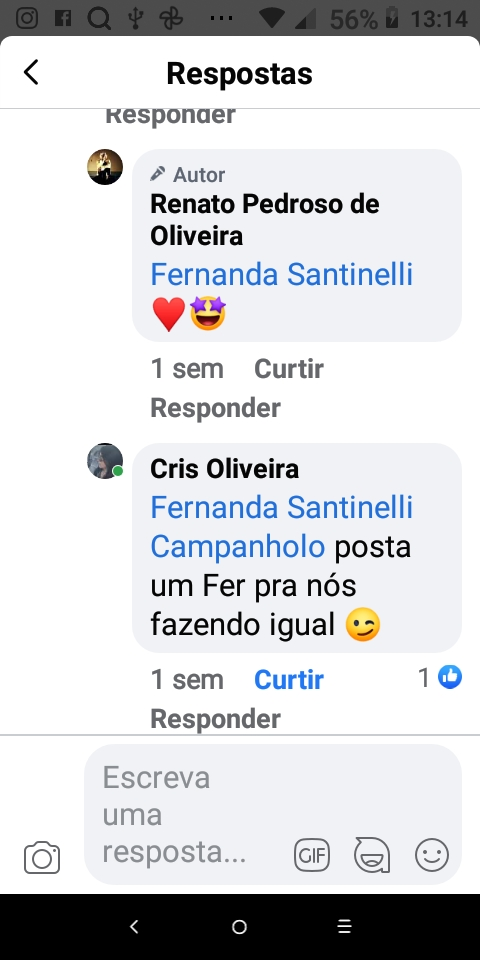 56% 13:14
Respostas
Responder
Autor
Renato Pedroso de
Oliveira
Fernanda Santinelli
1 sem Curtir
Responder
Cris Oliveira
Fernanda Santinelli
Campanholo posta
um Fer pra nós
fazendo igual
1 sem Curtir 1
Responder
Escreva
uma
resposta...
GIF